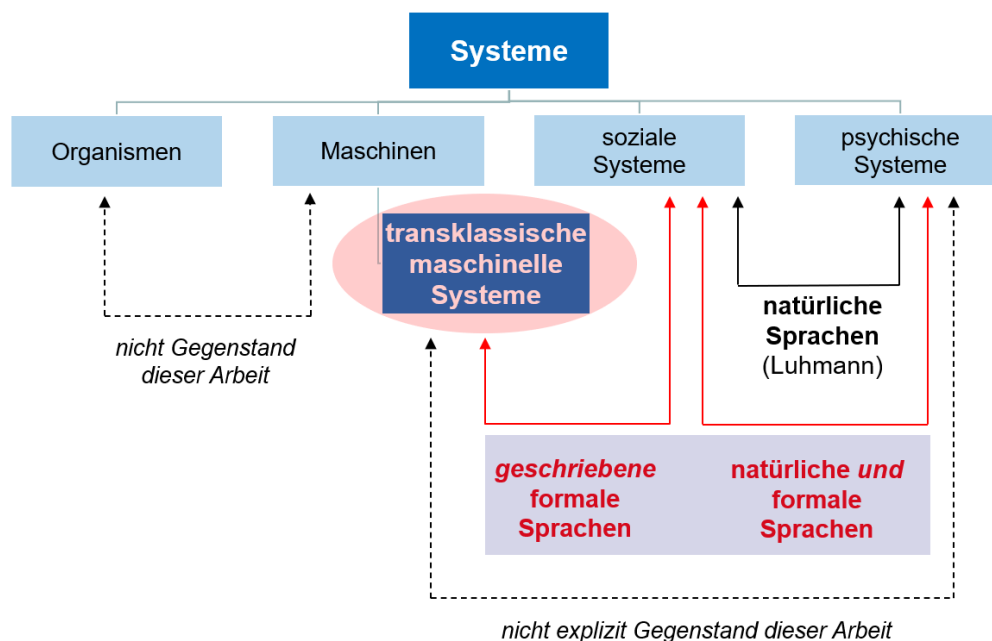 Systeme
Organismen
Maschinen
soziale
Systeme
psychische
Systeme
transklassische
maschinelle
Systeme
natürliche
Sprachen
(Luhmann)
nicht Gegenstand
dieser Arbeit
geschriebene
formale
Sprachen
natürliche und
formale
Sprachen
nicht explizit Gegenstand dieser Arbeit